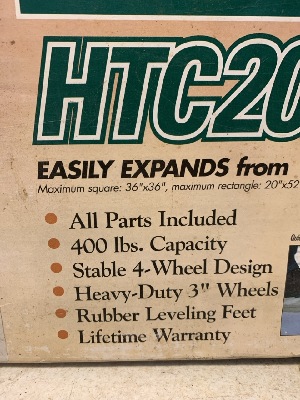 HTC20
EASILY EXPANDS from
Maximum square: 36"x36", maximum rectangle: 20"x52
All Parts Included
400 lbs. Capacity
Stable 4-Wheel Design
Heavy-Duty 3" Wheels
Rubber Leveling Feet
Lifetime Warranty